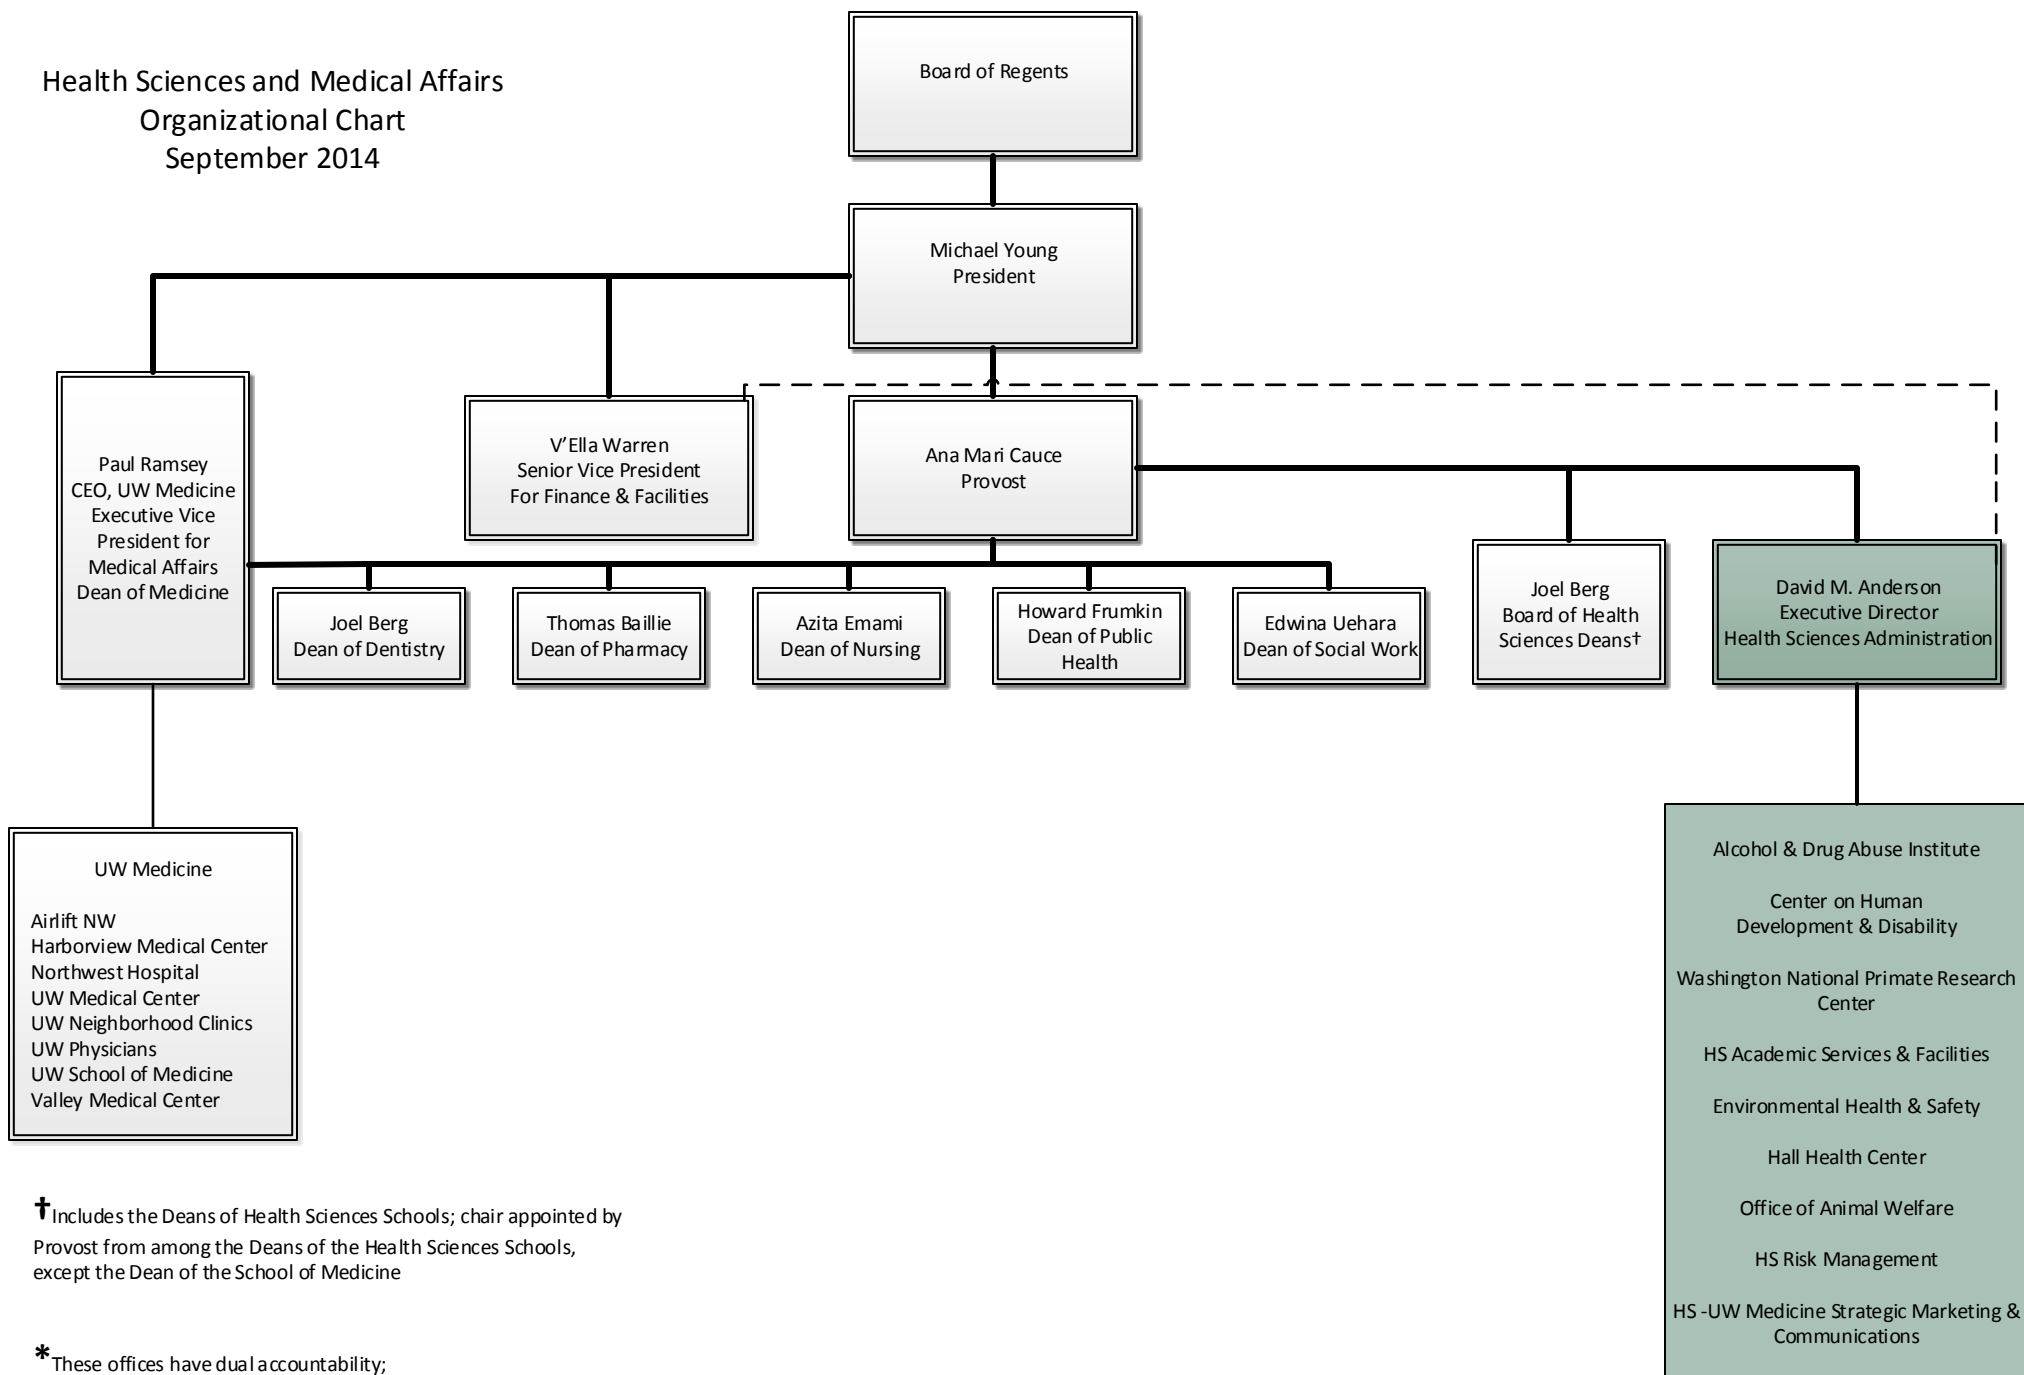 Health Sciences and Medical Affairs
Organizational Chart
September 2014
Board of Regents
Michael Young
President
Paul Ramsey
CEO, UW Medicine
Executive Vice
President for
Medical Affairs
Dean of Medicine
V’Ella Warren
Senior Vice President
For Finance & Facilities
Ana Mari Cauce
Provost
Joel Berg
Dean of Dentistry
Thomas Baillie
Dean of Pharmacy
Azita Emami
Dean of Nursing
Howard Frumkin
Dean of Public
Health
Edwina Uehara
Dean of Social Work
Joel Berg
Board of Health
Sciences Deans†
David M. Anderson
Executive Director
Health Sciences Administration
UW Medicine
Airlift NW
Harborview Medical Center
Northwest Hospital
UW Medical Center
UW Neighborhood Clinics
UW Physicians
UW School of Medicine
Valley Medical Center
Alcohol & Drug Abuse Institute
Center on Human
Development & Disability
Washington National Primate Research
Center
HS Academic Services & Facilities
Environmental Health & Safety
Hall Health Center
Office of Animal Welfare
HS Risk Management
HS -UW Medicine Strategic Marketing &
Communications
†Includes the Deans of Health Sciences Schools; chair appointed by
Provost from among the Deans of the Health Sciences Schools,
except the Dean of the School of Medicine
*These offices have dual accountability;